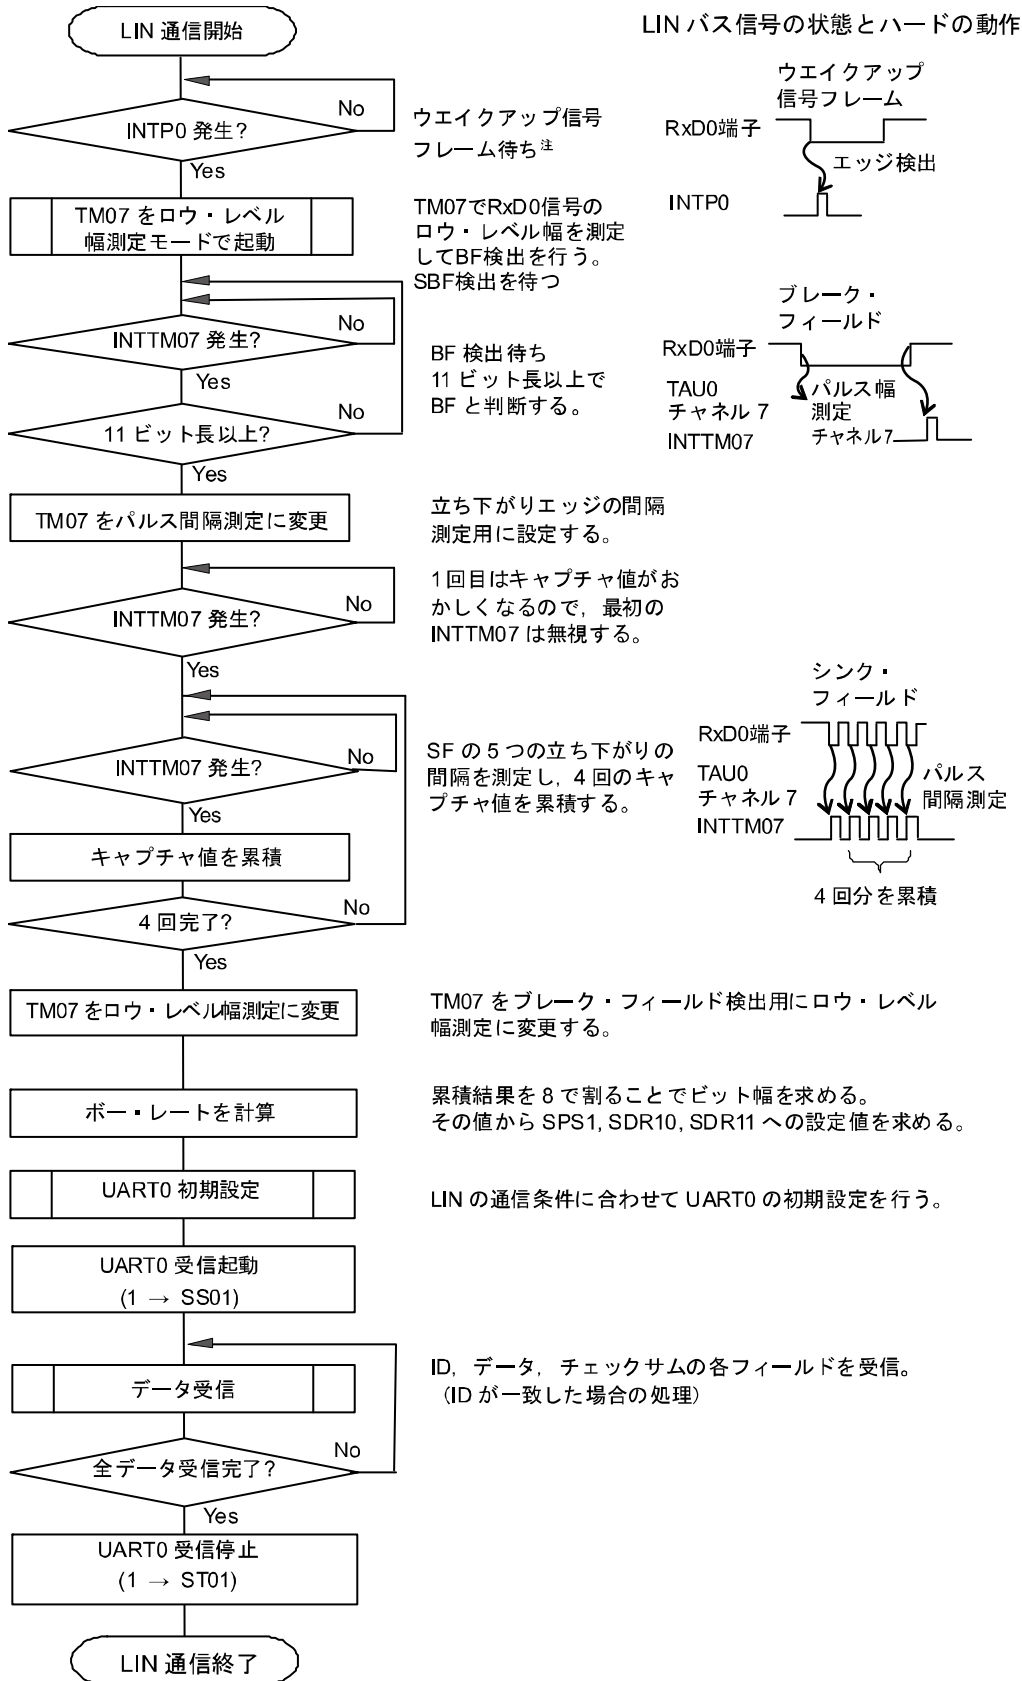 LIN 通信開始
LIN バス信号の状態とハードの動作
INTP0 発生?
No
Yes
ウエイクアップ信号
フレーム待ち注
ウエイクアップ
信号フレーム
RxD0端子
エッジ検出
INTP0
TM07 をロウ・レベル
幅測定モードで起動
TM07でRxD0信号の
ロウ・レベル幅を測定
してBF検出を行う。
SBF検出を待つ
INTTM07 発生?
No
Yes
11 ビット長以上?
No
Yes
BF 検出待ち
11 ビット長以上で
BF と判断する。
ブレーク・
フィールド
RxD0端子
TAU0
チャネル 7
パルス幅
測定
INTTM07
チャネル7
TM07 をパルス間隔測定に変更
立ち下がりエッジの間隔
測定用に設定する。
INTTM07 発生?
No
Yes
1回目はキャプチャ値がお
かしくなるので，最初の
INTTM07 は無視する。
INTTM07 発生?
No
Yes
SF の 5 つの立ち下がりの
間隔を測定し，4 回のキャ
プチャ値を累積する。
シンク・
フィールド
RxD0端子
TAU0
チャネル 7
パルス
間隔測定
INTTM07
4 回分を累積
キャプチャ値を累積
4 回完了?
No
Yes
TM07 をロウ・レベル幅測定に変更
TM07 をブレーク・フィールド検出用にロウ・レベル
幅測定に変更する。
ボー・レートを計算
累積結果を 8 で割ることでビット幅を求める。
その値から SPS1, SDR10, SDR11 への設定値を求める。
UART0 初期設定
LIN の通信条件に合わせて UART0 の初期設定を行う。
UART0 受信起動
(1 → SS01)
データ受信
ID，データ，チェックサムの各フィールドを受信。
（ID が一致した場合の処理）
全データ受信完了?
No
Yes
UART0 受信停止
(1 → ST01)
LIN 通信終了